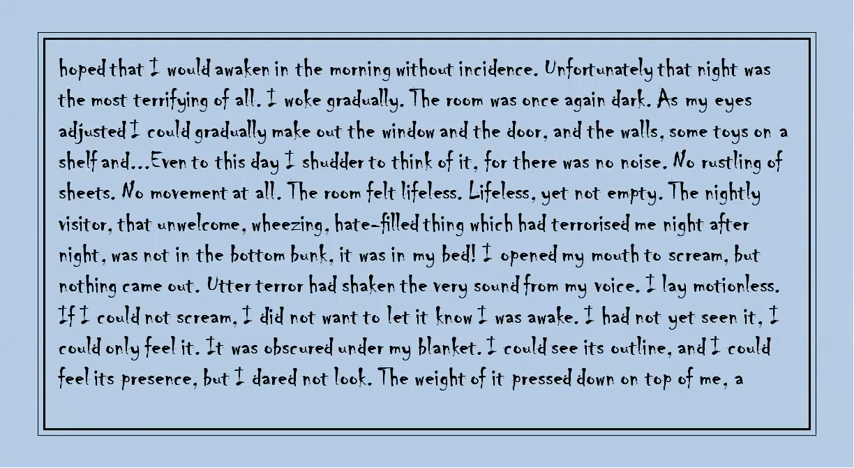 hoped that I would awaken in the morning without incidence. Unfortunately that night was
the most terrifying of all. I woke gradually. The room was once again dark. As my eyes
adjusted I could gradually make out the window and the door, and the walls, some toys on a
shelf and...Even to this day I shudder to think of it, for there was no noise. No rustling of
sheets. No movement at all. The room felt lifeless. Lifeless, yet not empty. The nightly
visitor, that unwelcome, wheezing, hate-filled thing which had terrorised me night after
night, was not in the bottom bunk, it was in my bed! I opened my mouth to scream, but
nothing came out. Utter terror had shaken the very sound from my voice. I lay motionless.
If I could not scream, I did not want to let it know I was awake. I had not yet seen it, I
could only feel it. It was obscured under my blanket. I could see its outline, and I could
feel its presence, but I dared not look. The weight of it pressed down on top of me, a